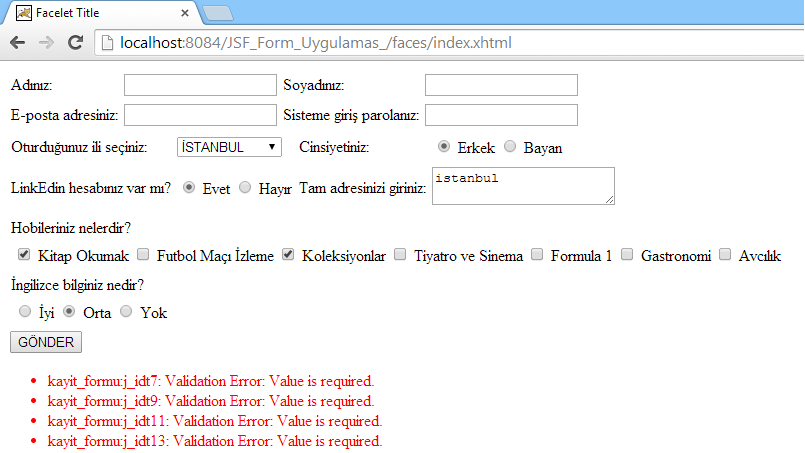 Facelet Title
localhost:8084/JSF_Form_Uygulamas_/faces/index.xhtml
Adınız: Soyadınız:
E-posta adresiniz: Sisteme giriş parolanız:
Oturduğunuz ili seçiniz: İSTANBUL Cinsiyetiniz: Erkek Bayan
LinkEdin hesabınız var mı? Evet Hayır Tam adresinizi giriniz: istanbul
Hobileriniz nelerdir?
Kitap Okumak Futbol Maçı İzleme Koleksiyonlar Tiyatro ve Sinema Formula 1 Gastronomi Avcılık
İngilizce bilginiz nedir?
İyi Orta Yok
GÖNDER
kayit_formu:j_idt7: Validation Error: Value is required.
kayit_formu:j_idt9: Validation Error: Value is required.
kayit_formu:j_idt11: Validation Error: Value is required.
kayit_formu:j_idt13: Validation Error: Value is required.